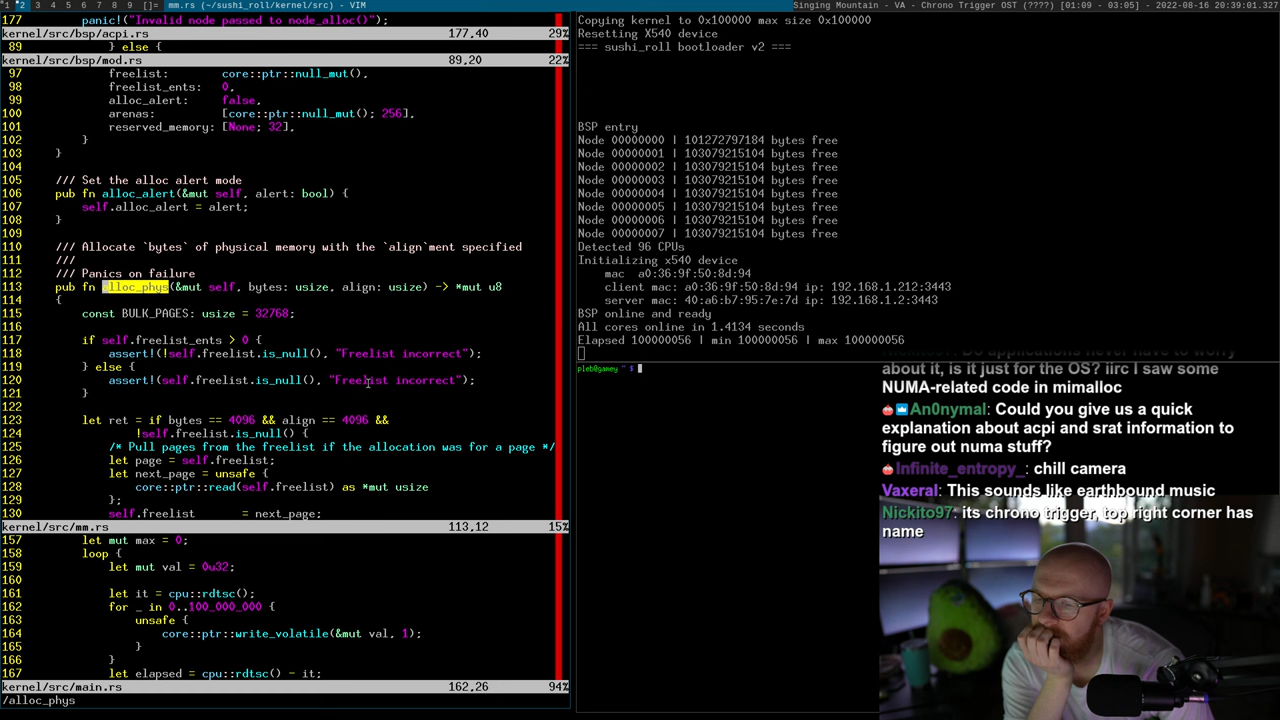 1 2 3 4 5 6 7 8 9 []= mm.rs (~/sushi_roll/kernel/src) - VIM
Singing Mountain - VA - Chrono Trigger OST (????) [01:09 - 03:05] - 2022-08-16 20:39:01.327
177 panic!("Invalid node passed to node_alloc()");
kernel/src/bsp/acpi.rs 177,40 29%
89 } else {
kernel/src/bsp/mod.rs 89,20 22%
97 freelist: core::ptr::null_mut(),
98 freelist_ents: 0,
99 alloc_alert: false,
100 arenas: [core::ptr::null_mut(); 256],
101 reserved_memory: [None; 32],
102 }
103 }
104
105 /// Set the alloc alert mode
106 pub fn alloc_alert(&mut self, alert: bool) {
107 self.alloc_alert = alert;
108 }
109
110 /// Allocate `bytes` of physical memory with the `align`ment specified
111 ///
112 /// Panics on failure
113 pub fn alloc_phys(&mut self, bytes: usize, align: usize) -> *mut u8
114 {
115 const BULK_PAGES: usize = 32768;
116
117 if self.freelist_ents > 0 {
118 assert!(!self.freelist.is_null(), "Freelist incorrect");
119 } else {
120 assert!(self.freelist.is_null(), "Freelist incorrect");
121 }
122
123 let ret = if bytes == 4096 && align == 4096 &&
124 !self.freelist.is_null() {
125 /* Pull pages from the freelist if the allocation was for a page */
126 let page = self.freelist;
127 let next_page = unsafe {
128 core::ptr::read(self.freelist) as *mut usize
129 };
130 self.freelist = next_page;
kernel/src/mm.rs 113,12 15%
157 let mut max = 0;
158 loop {
159 let mut val = 0u32;
160
161 let it = cpu::rdtsc();
162 for _ in 0..100_000_000 {
163 unsafe {
164 core::ptr::write_volatile(&mut val, 1);
165 }
166 }
167 let elapsed = cpu::rdtsc() - it;
kernel/src/main.rs 162,26 94%
/alloc_phys
Copying kernel to 0x100000 max size 0x100000
Resetting X540 device
=== sushi_roll bootloader v2 ===
BSP entry
Node 00000000 | 101272797184 bytes free
Node 00000001 | 103079215104 bytes free
Node 00000002 | 103079215104 bytes free
Node 00000003 | 103079215104 bytes free
Node 00000004 | 103079215104 bytes free
Node 00000005 | 103079215104 bytes free
Node 00000006 | 103079215104 bytes free
Node 00000007 | 103079215104 bytes free
Detected 96 CPUs
Initializing x540 device
mac a0:36:9f:50:8d:94
client mac: a0:36:9f:50:8d:94 ip: 192.168.1.212:3443
server mac: 40:a6:b7:95:7e:7d ip: 192.168.1.2:3443
BSP online and ready
All cores online in 1.4134 seconds
Elapsed 100000056 | min 100000056 | max 100000056
pleb@gamey ~ $
Do applications never have to worry
about it, is it just for the OS? iirc I saw some
NUMA-related code in mimalloc
An0nymal: Could you give us a quick
explanation about acpi and srat information to
figure out numa stuff?
Infinite_entropy_: chill camera
Vaxeral: This sounds like earthbound music
Nickito97: its chrono trigger, top right corner has
name